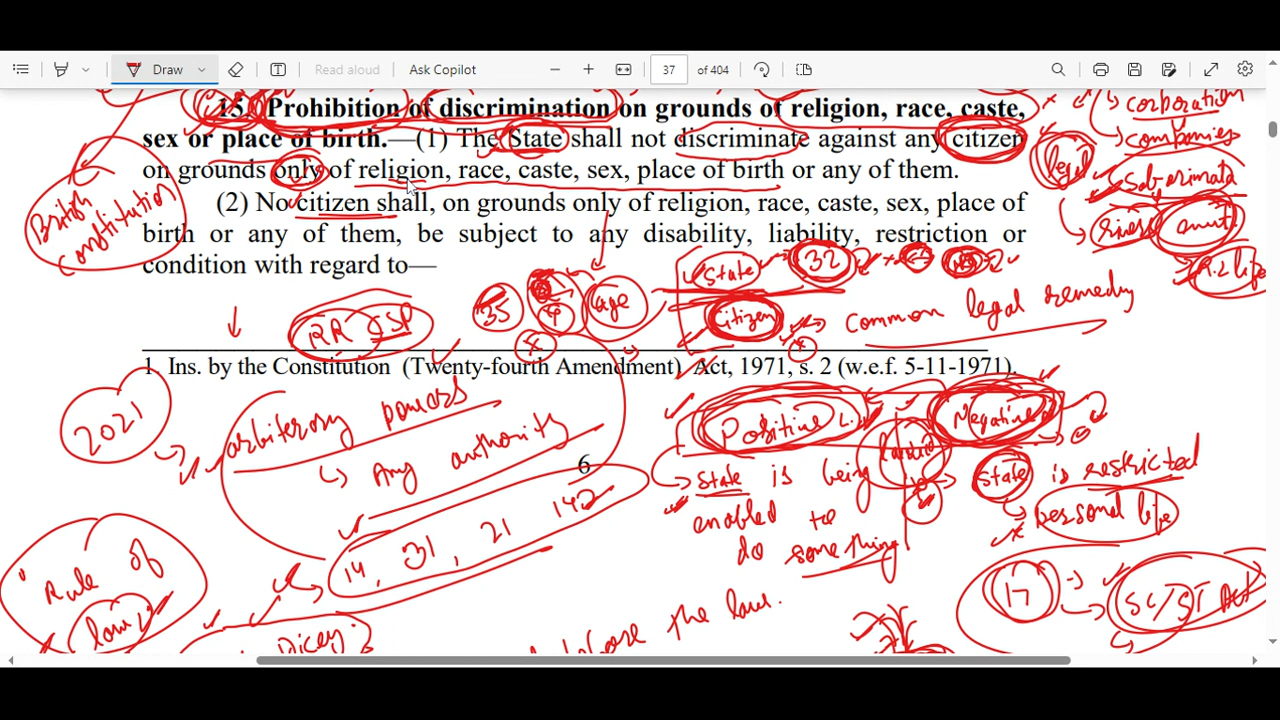 Draw
Read aloud
Ask Copilot
37 of 404
15. Prohibition of discrimination on grounds of religion, race, caste,
sex or place of birth.—(1) The State shall not discriminate against any citizen
on grounds only of religion, race, caste, sex, place of birth or any of them.
(2) No citizen shall, on grounds only of religion, race, caste, sex, place of
birth or any of them, be subject to any disability, liability, restriction or
condition with regard to—
corporation
companies
legal
British
Constitution
State
32
35
4
age
citizen
common legal remedy
RR CSP
1. Ins. by the Constitution (Twenty-fourth Amendment) Act, 1971, s. 2 (w.e.f. 5-11-1971).
2021
arbiterory powers
Any authority
6
14, 31, 21 142
Positive L.
Negative
State is being
enabled to
do something
State is restricted
personal life
17
SC/ST Act
Rule of
law
Dicey
the law.